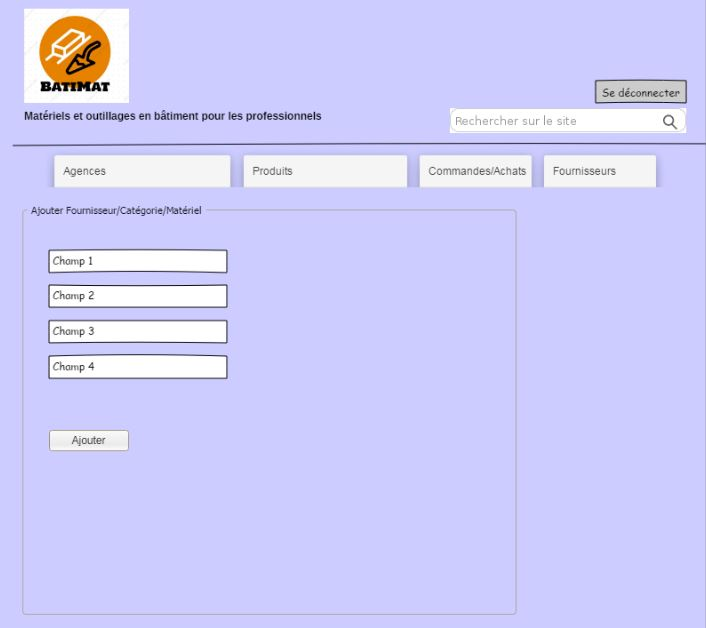 BATIMAT
Se déconnecter
Matériels et outillages en bâtiment pour les professionnels
Rechercher sur le site
Agences
Produits
Commandes/Achats
Fournisseurs
Ajouter Fournisseur/Catégorie/Matériel
Champ 1
Champ 2
Champ 3
Champ 4
Ajouter